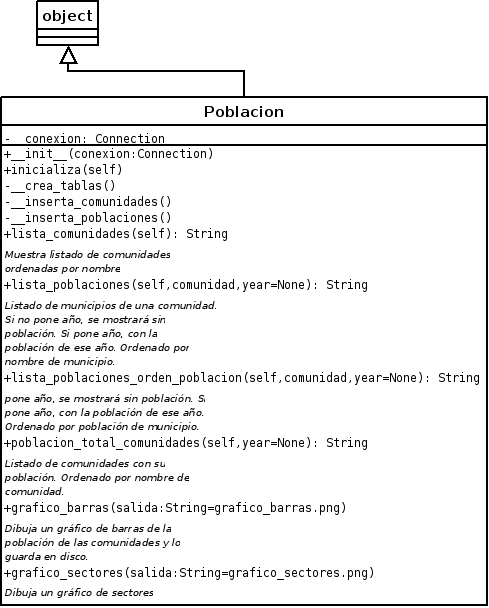 object
Poblacion
-__conexion: Connection
+__init__(conexion:Connection)
+inicializa(self)
-__crea_tablas()
-__inserta_comunidades()
-__inserta_poblaciones()
+lista_comunidades(self): String
Muestra listado de comunidades
ordenadas por nombre
+lista_poblaciones(self,comunidad,year=None): String
Listado de municipios de una comunidad.
Si no pone año, se mostrará sin
población. Si pone año, con la
población de ese año. Ordenado por
nombre de municipio.
+lista_poblaciones_orden_poblacion(self,comunidad,year=None): String
pone año, se mostrará sin población. Si
pone año, con la población de ese año.
Ordenado por población de municipio.
+poblacion_total_comunidades(self,year=None): String
Listado de comunidades con su
población. Ordenado por nombre de
comunidad.
+grafico_barras(salida:String=grafico_barras.png)
Dibuja un gráfico de barras de la
población de las comunidades y lo
guarda en disco.
+grafico_sectores(salida:String=grafico_sectores.png)
Dibuja un gráfico de sectores